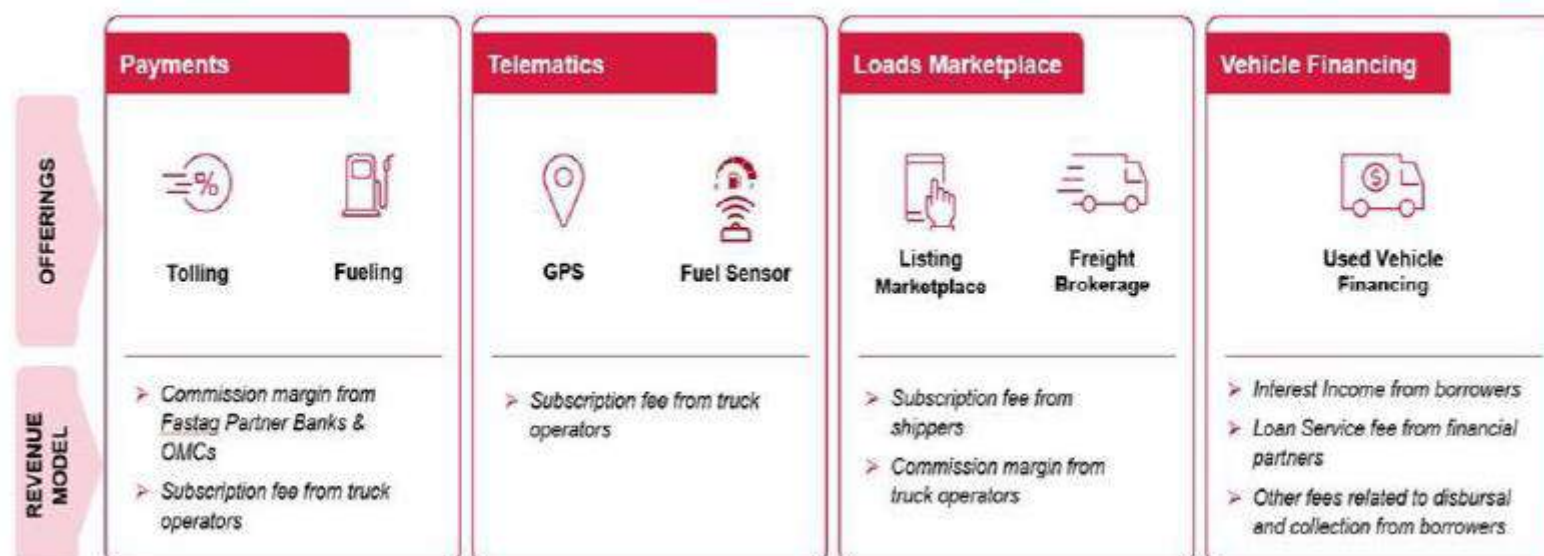 Payments
Telematics
Loads Marketplace
Vehicle Financing
OFFERINGS
%
$
Tolling
Fueling
GPS
Fuel Sensor
Listing
Marketplace
Freight
Brokerage
Used Vehicle
Financing
REVENUE
MODEL
➢ Commission margin from
Fastag Partner Banks &
OMCs
➢ Subscription fee from truck
operators
➢ Subscription fee from truck
operators
➢ Subscription fee from
shippers
➢ Commission margin from
truck operators
➢ Interest Income from borrowers
➢ Loan Service fee from financial
partners
➢ Other fees related to disbursal
and collection from borrowers